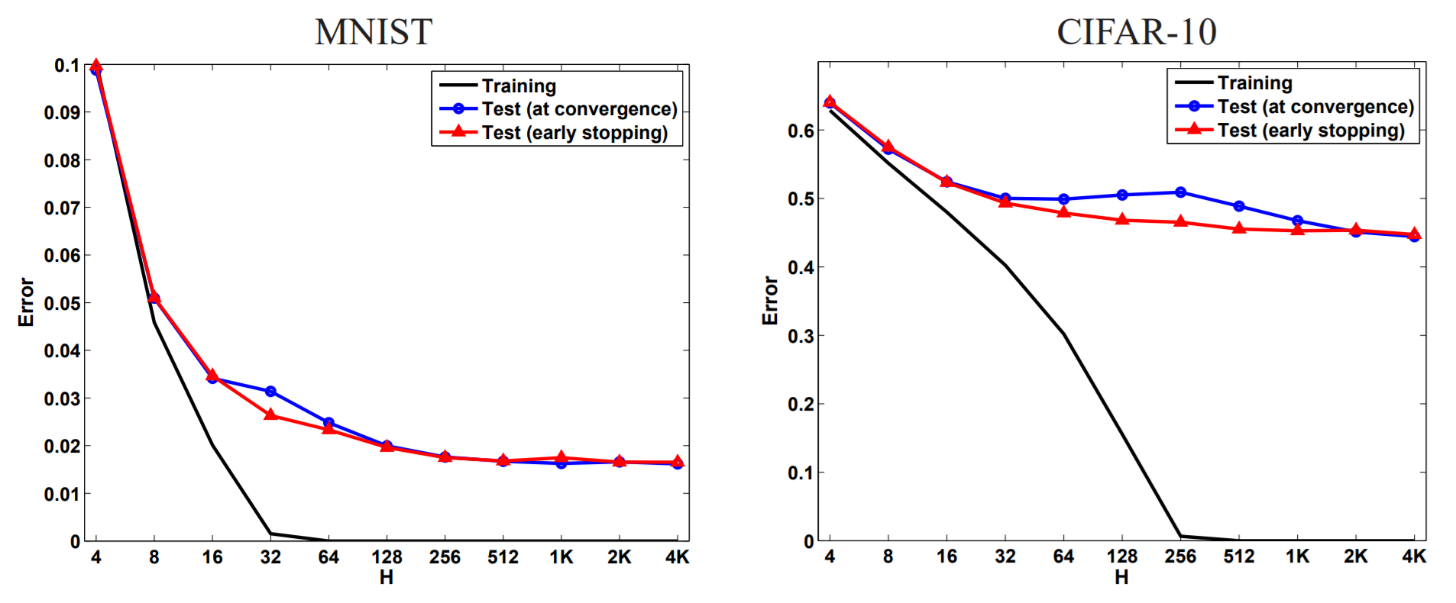 MNIST
0.1
0.09
0.08
0.07
0.06
0.05
0.04
0.03
0.02
0.01
0
Error
4 8 16 32 64 128 256 512 1K 2K 4K
H
Training
Test (at convergence)
Test (early stopping)
CIFAR-10
0.6
0.5
0.4
0.3
0.2
0.1
0
Error
4 8 16 32 64 128 256 512 1K 2K 4K
H
Training
Test (at convergence)
Test (early stopping)